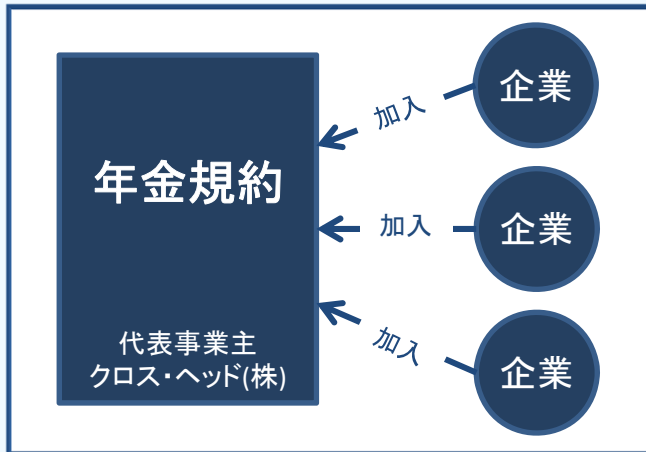 年金規約
代表事業主
クロス・ヘッド(株)
加入
企業
加入
企業
加入
企業